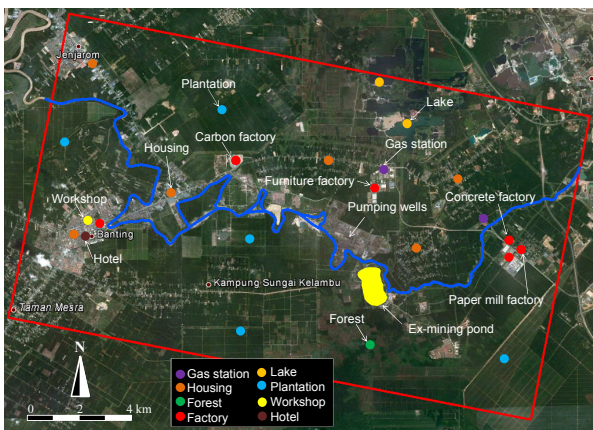 Jenjarom
Plantation
Lake
Carbon factory
Housing
Gas station
Furniture factory
Workshop
Concrete factory
Pumping wells
Banting
Hotel
Kampung Sungai Kelambu
Paper mill factory
Taman Mesra
Ex-mining pond
Forest
N
0 2 4 km
Gas station
Housing
Forest
Factory
Lake
Plantation
Workshop
Hotel